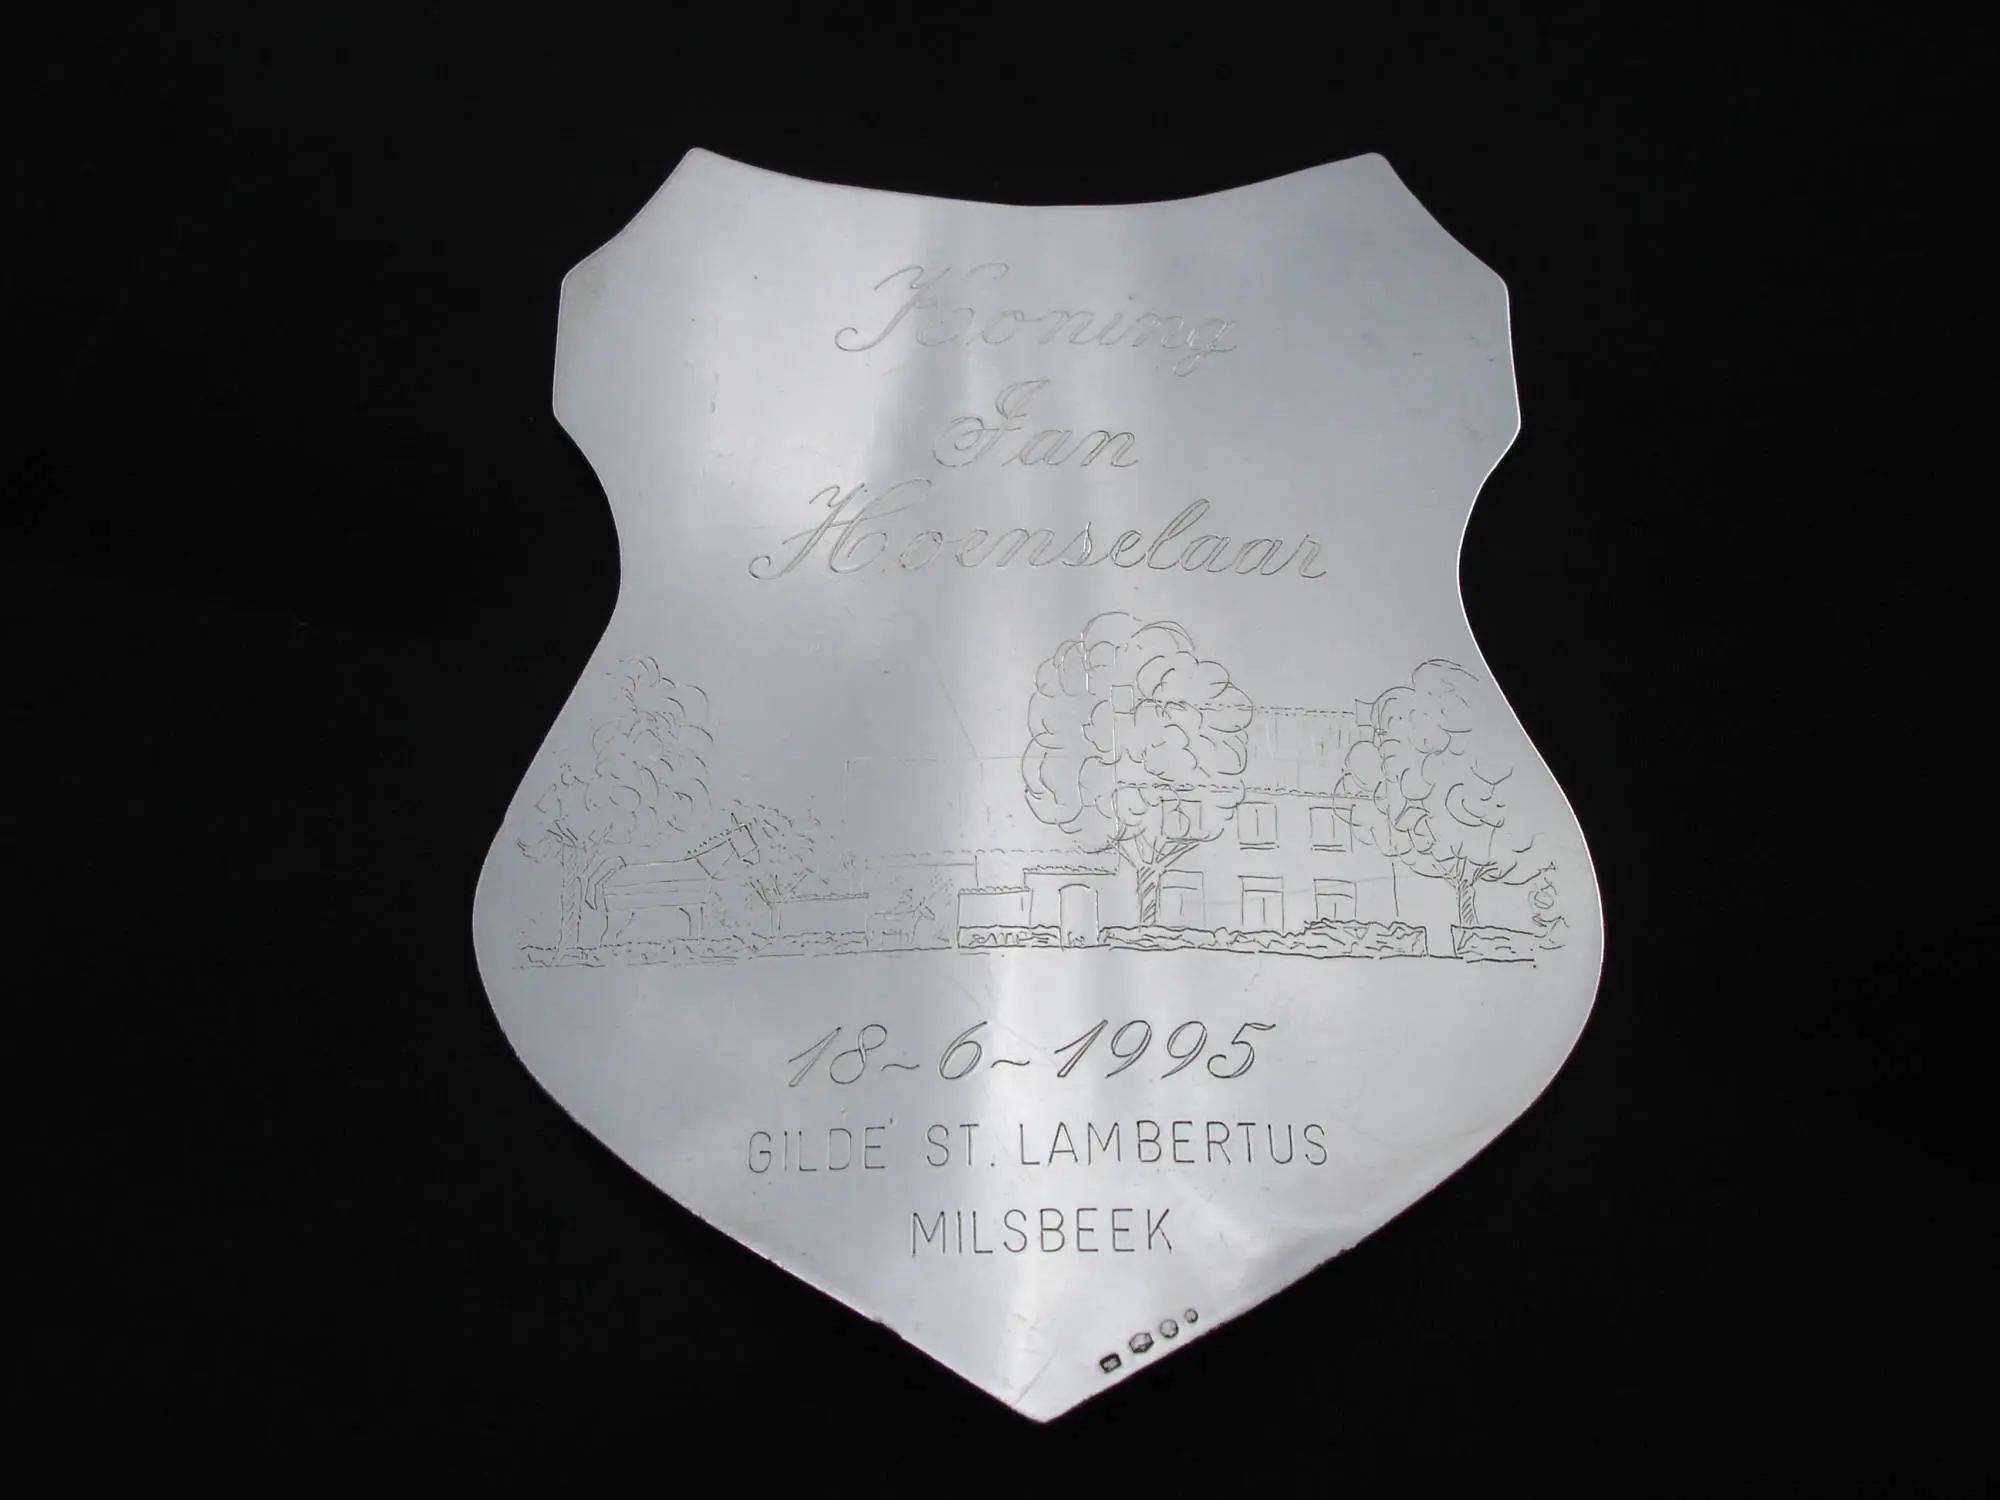 Koning
Jan
Hoenselaar
18~6~1995
GILDE' ST. LAMBERTUS
MILSBEEK